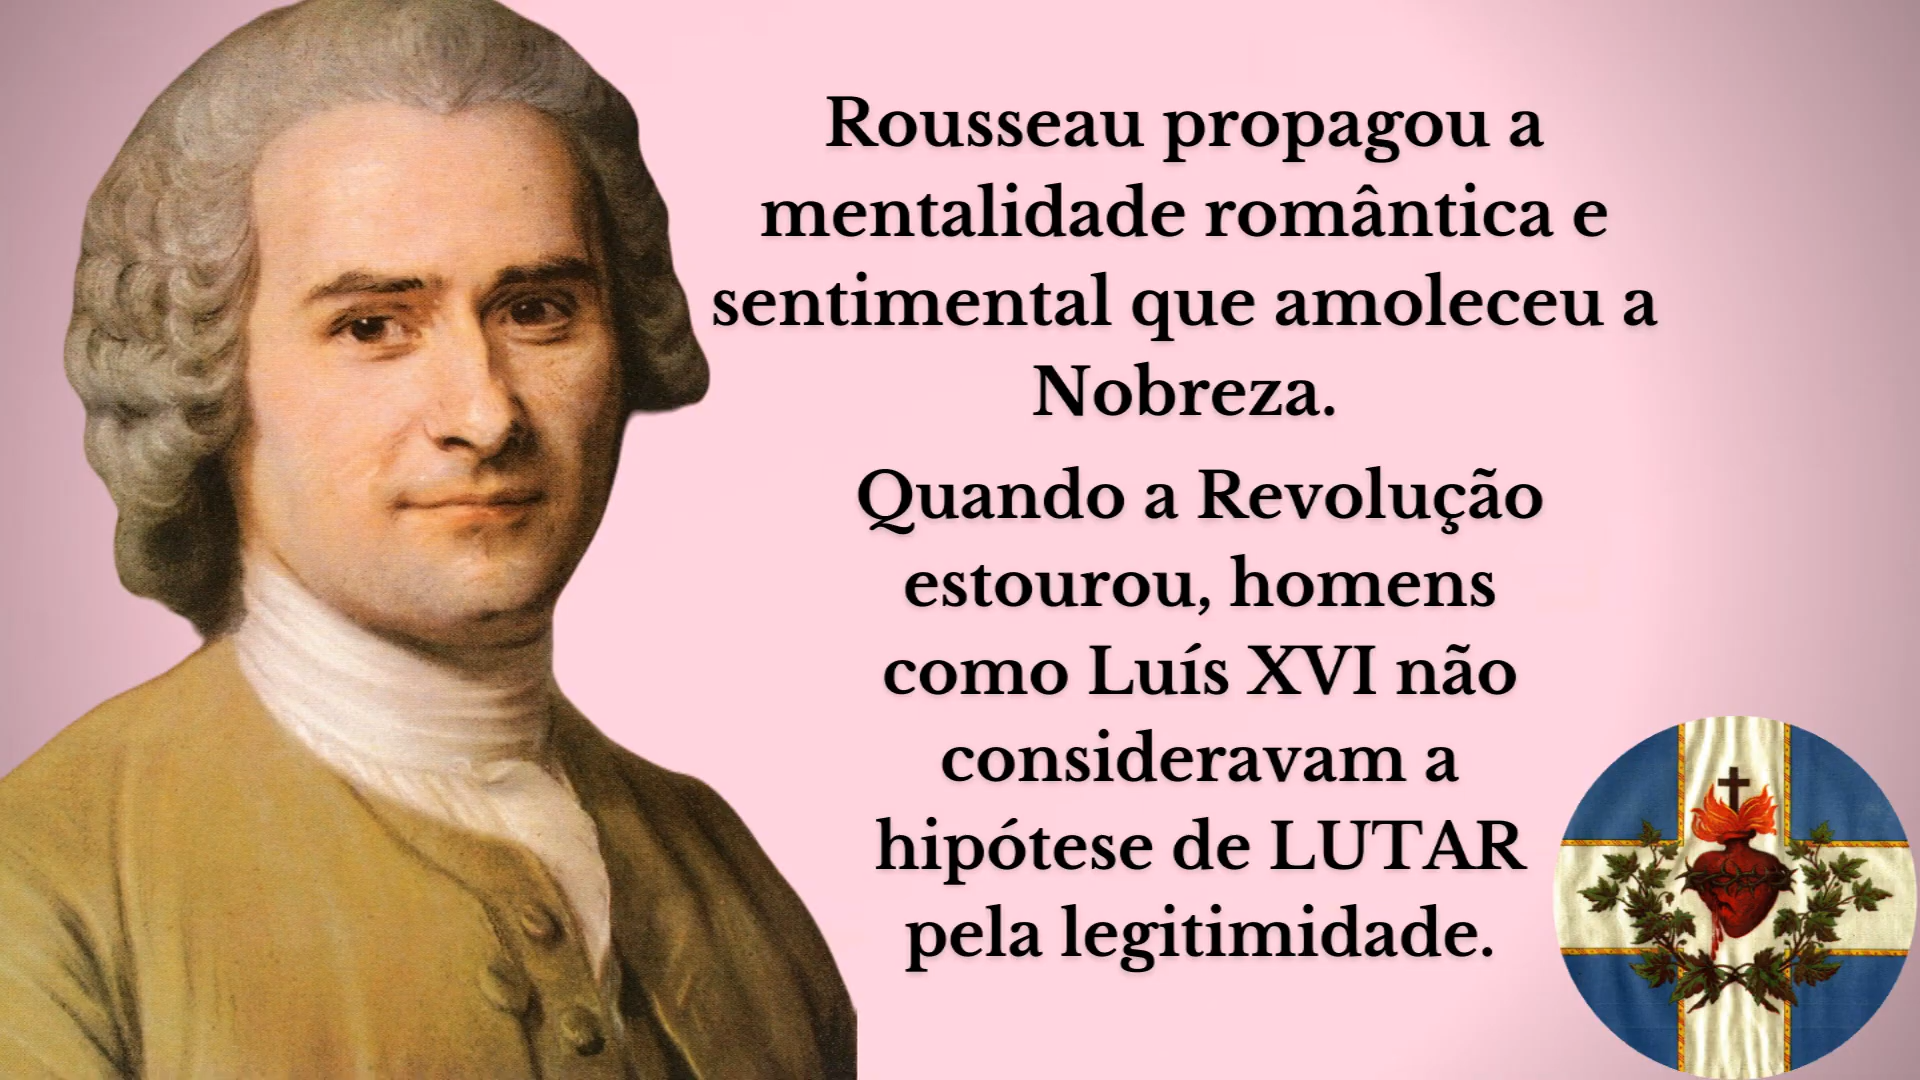 Rousseau propagou a
mentalidade romântica e
sentimental que amoleceu a
Nobreza.
Quando a Revolução
estourou, homens
como Luís XVI não
consideravam a
hipótese de LUTAR
pela legitimidade.